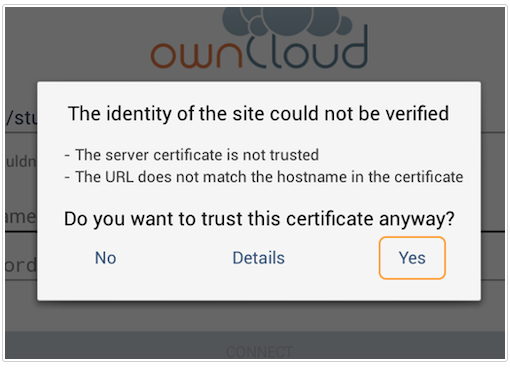 ownCloud
The identity of the site could not be verified
/stu
- The server certificate is not trusted
uldn
- The URL does not match the hostname in the certificate
Do you want to trust this certificate anyway?
ame
No Details Yes
ord
CONNECT